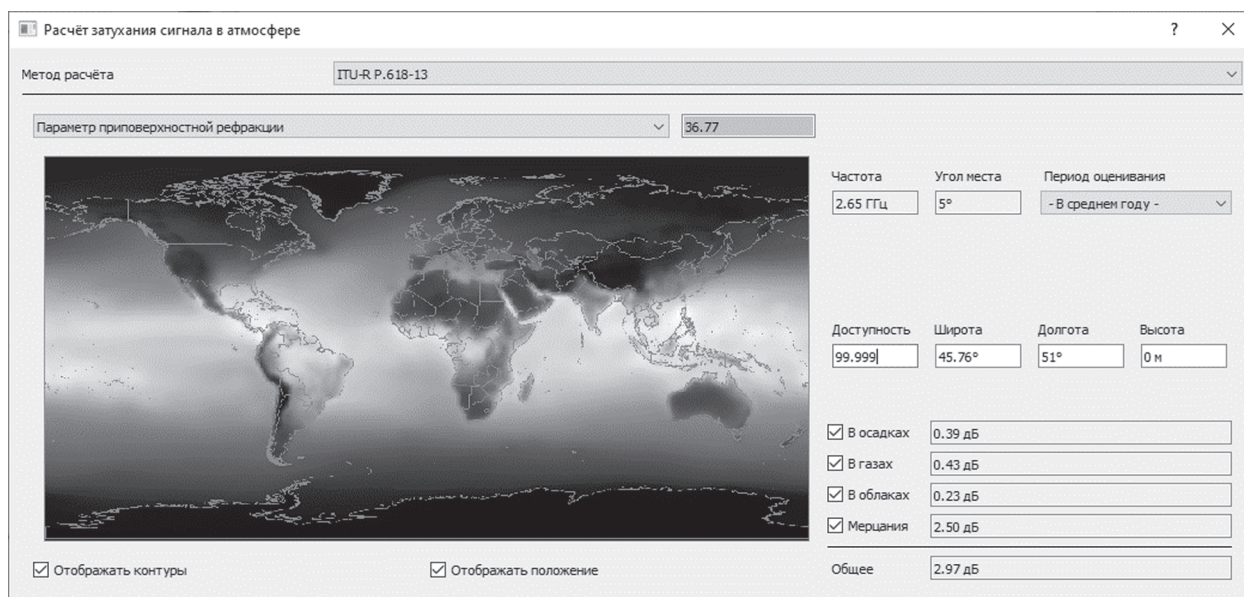 Расчёт затухания сигнала в атмосфере ?
Метод расчёта ITU-R P.618-13
Параметр приповерхностной рефракции 36.77
Частота Угол места Период оценивания
2.65 ГГц 5° - В среднем году -
Доступность Широта Долгота Высота
99.999 45.76° 51° 0 м
В осадках 0.39 дБ
В газах 0.43 дБ
В облаках 0.23 дБ
Мерцания 2.50 дБ
Отображать контуры Отображать положение Общее 2.97 дБ